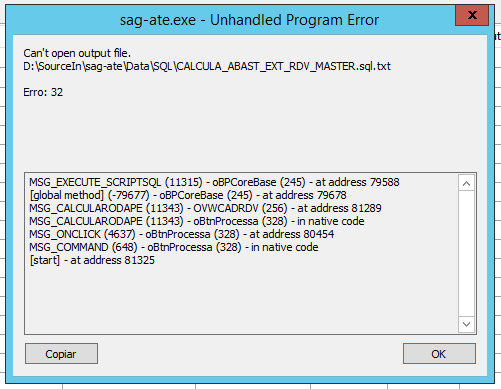 sag-ate.exe - Unhandled Program Error
x
Can't open output file.
D:\SourceIn\sag-ate\Data\SQL\CALCULA_ABAST_EXT_RDV_MASTER.sql.txt
Erro: 32
MSG_EXECUTE_SCRIPTSQL (11315) - oBPCoreBase (245) - at address 79588
[global method] (-79677) - oBPCoreBase (245) - at address 79678
MSG_CALCULARODAPE (11343) - OVWCADRDV (256) - at address 81289
MSG_CALCULARODAPE (11343) - oBtnProcessa (328) - in native code
MSG_ONCLICK (4637) - oBtnProcessa (328) - at address 80454
MSG_COMMAND (648) - oBtnProcessa (328) - in native code
[start] - at address 81325
Copiar
OK